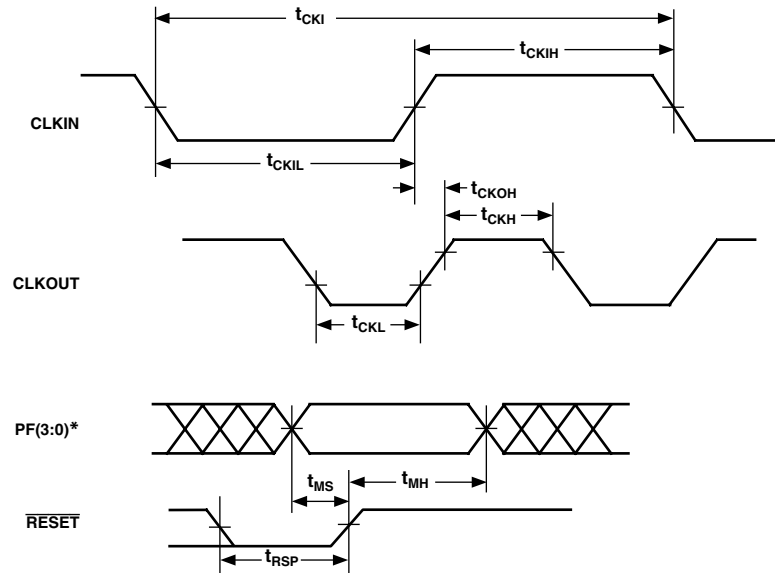 tCKI
tCKIH
CLKIN
tCKIL
tCKOH
tCKH
CLKOUT
tCKL
PF(3:0)*
tMS
tMH
RESET
tRSP